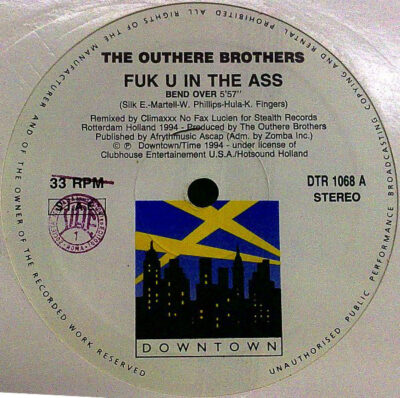 THE OUTHERE BROTHERS
FUK U IN THE ASS
BEND OVER 5'57"
(Silk E.-Martell-W. Phillips-Hula-K. Fingers)
Remixed by Climaxxx No Fax Lucien for Stealth Records
Rotterdam Holland 1994 - Produced by The Outhere Brothers
Published by Afrythmusic Ascap (Adm. by Zomba Inc.)
© ℗ Downtown/Time 1994 - under license of
Clubhouse Entertainement U.S.A./Hotsound Holland
33 RPM
DTR 1068 A
STEREO
DOWNTOWN
ALL RIGHTS OF THE MANUFACTURER AND OF THE OWNER OF THE RECORDED WORK RESERVED
UNAUTHORISED PUBLIC PERFORMANCE BROADCASTING COPYING AND RENTAL PROHIBITED